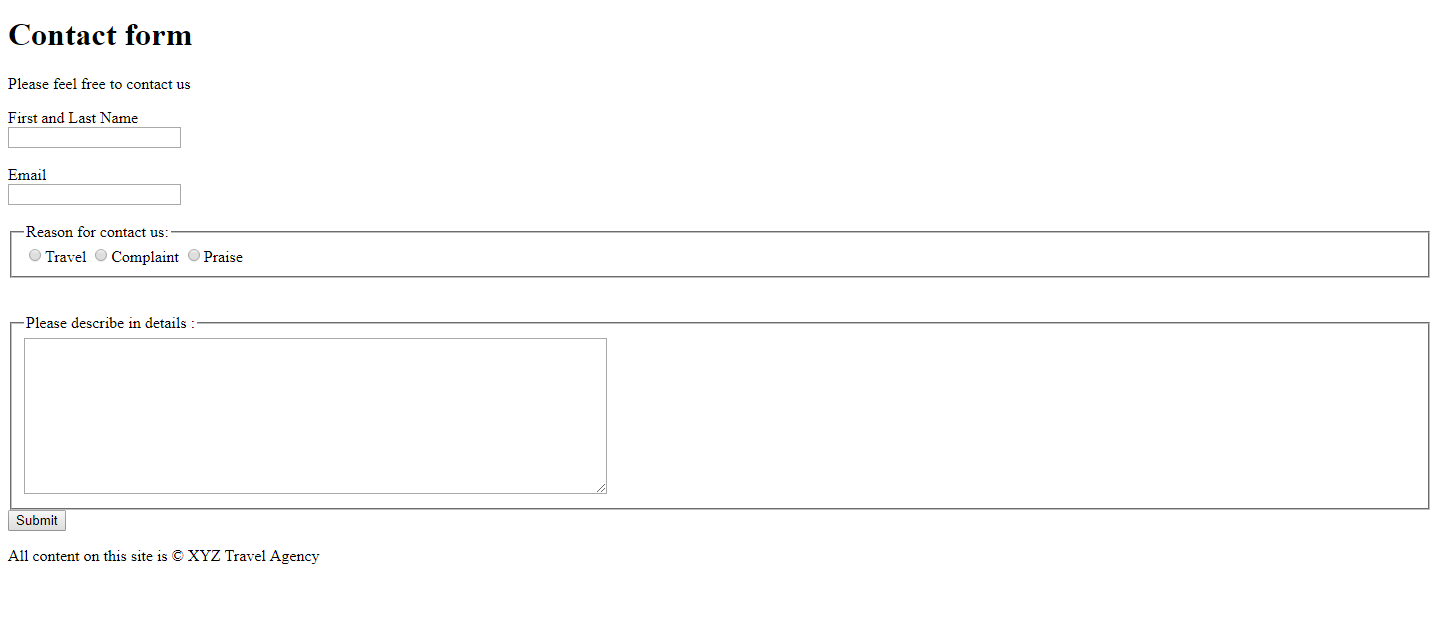 Contact form
Please feel free to contact us
First and Last Name
Email
Reason for contact us:
Travel Complaint Praise
Please describe in details :
Submit
All content on this site is © XYZ Travel Agency